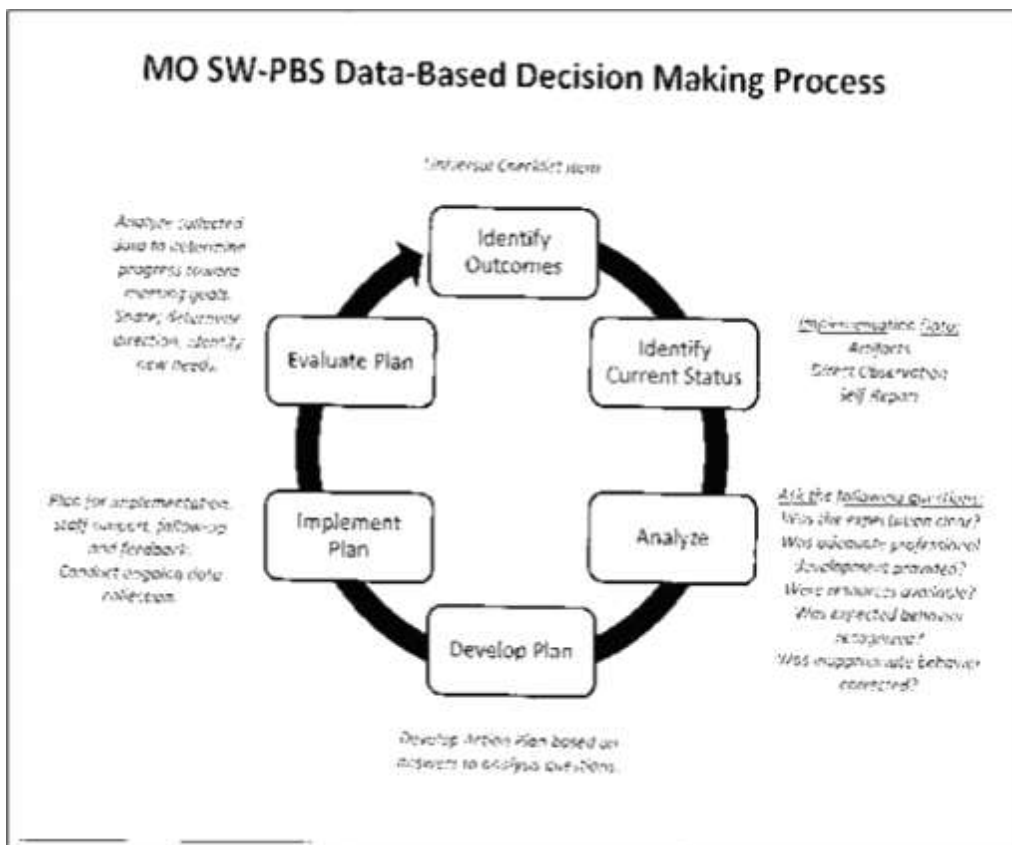 MO SW-PBS Data-Based Decision Making Process
Universal Checklist Item
Identify
Outcomes
Identify
Current Status
Implementation Data:
Artifacts
Direct Observation
Self Report
Analyze
Ask the following questions:
Was the expectation clear?
Was adequate professional
development provided?
Were resources available?
Was expected behavior
recognized?
Was inappropriate behavior
corrected?
Develop Plan
Develop Action Plan based on
answers to analysis questions.
Implement
Plan
Plan for implementation,
staff support, follow-up
and feedback.
Conduct ongoing data
collection.
Evaluate Plan
Analyze collected
data to determine
progress toward
meeting goals.
Share, determine
direction, identify
new needs.